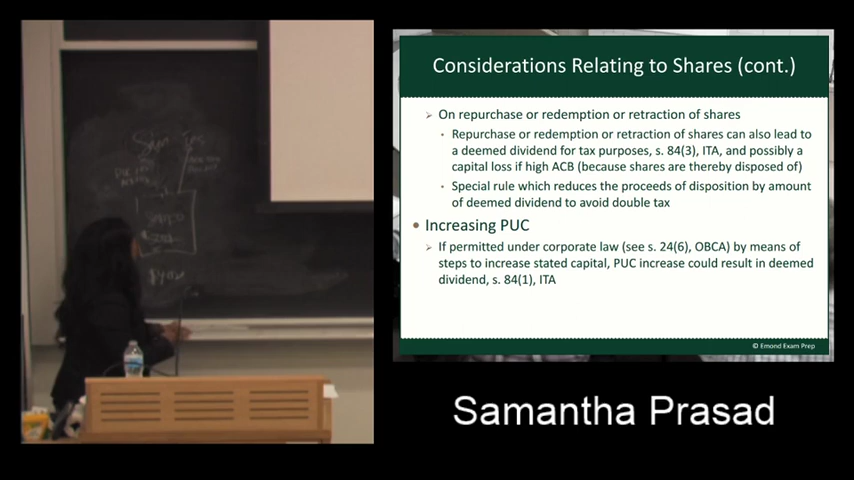 Considerations Relating to Shares (cont.)
➢ On repurchase or redemption or retraction of shares
• Repurchase or redemption or retraction of shares can also lead to
a deemed dividend for tax purposes, s. 84(3), ITA, and possibly a
capital loss if high ACB (because shares are thereby disposed of)
• Special rule which reduces the proceeds of disposition by amount
of deemed dividend to avoid double tax
• Increasing PUC
➢ If permitted under corporate law (see s. 24(6), OBCA) by means of
steps to increase stated capital, PUC increase could result in deemed
dividend, s. 84(1), ITA
© Emond Exam Prep
Samantha Prasad